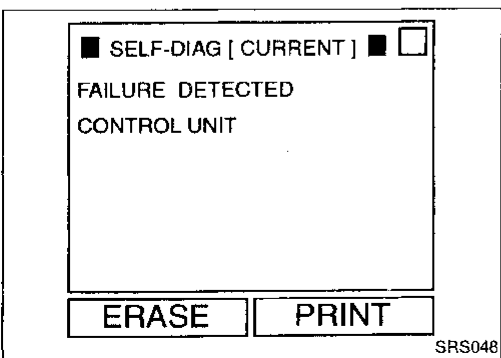 ■ SELF-DIAG [ CURRENT ] ■ □
FAILURE DETECTED
CONTROL UNIT
ERASE PRINT
SRS048